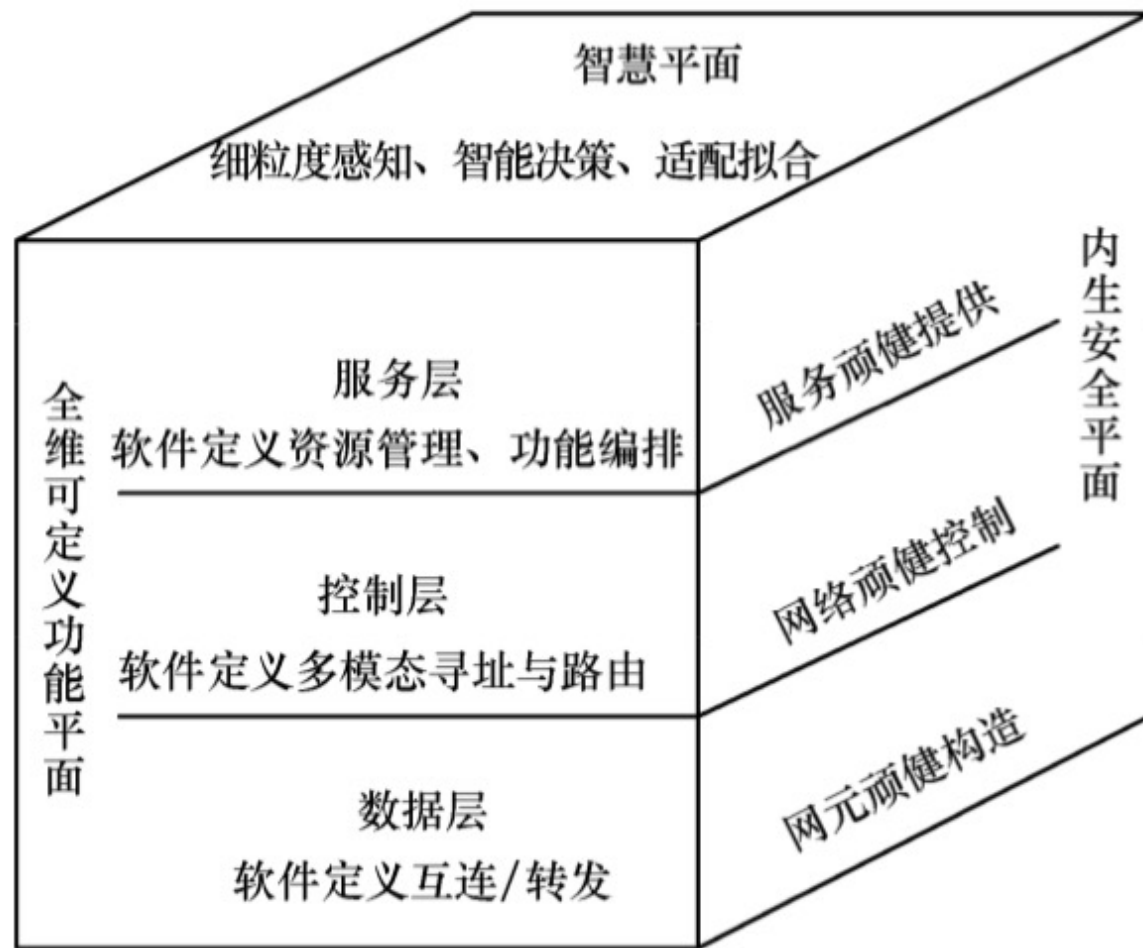 智慧平面
细粒度感知、智能决策、适配拟合
全维可定义功能平面
服务层
软件定义资源管理、功能编排
控制层
软件定义多模态寻址与路由
数据层
软件定义互连/转发
内生安全平面
服务顽健提供
网络顽健控制
网元顽健构造